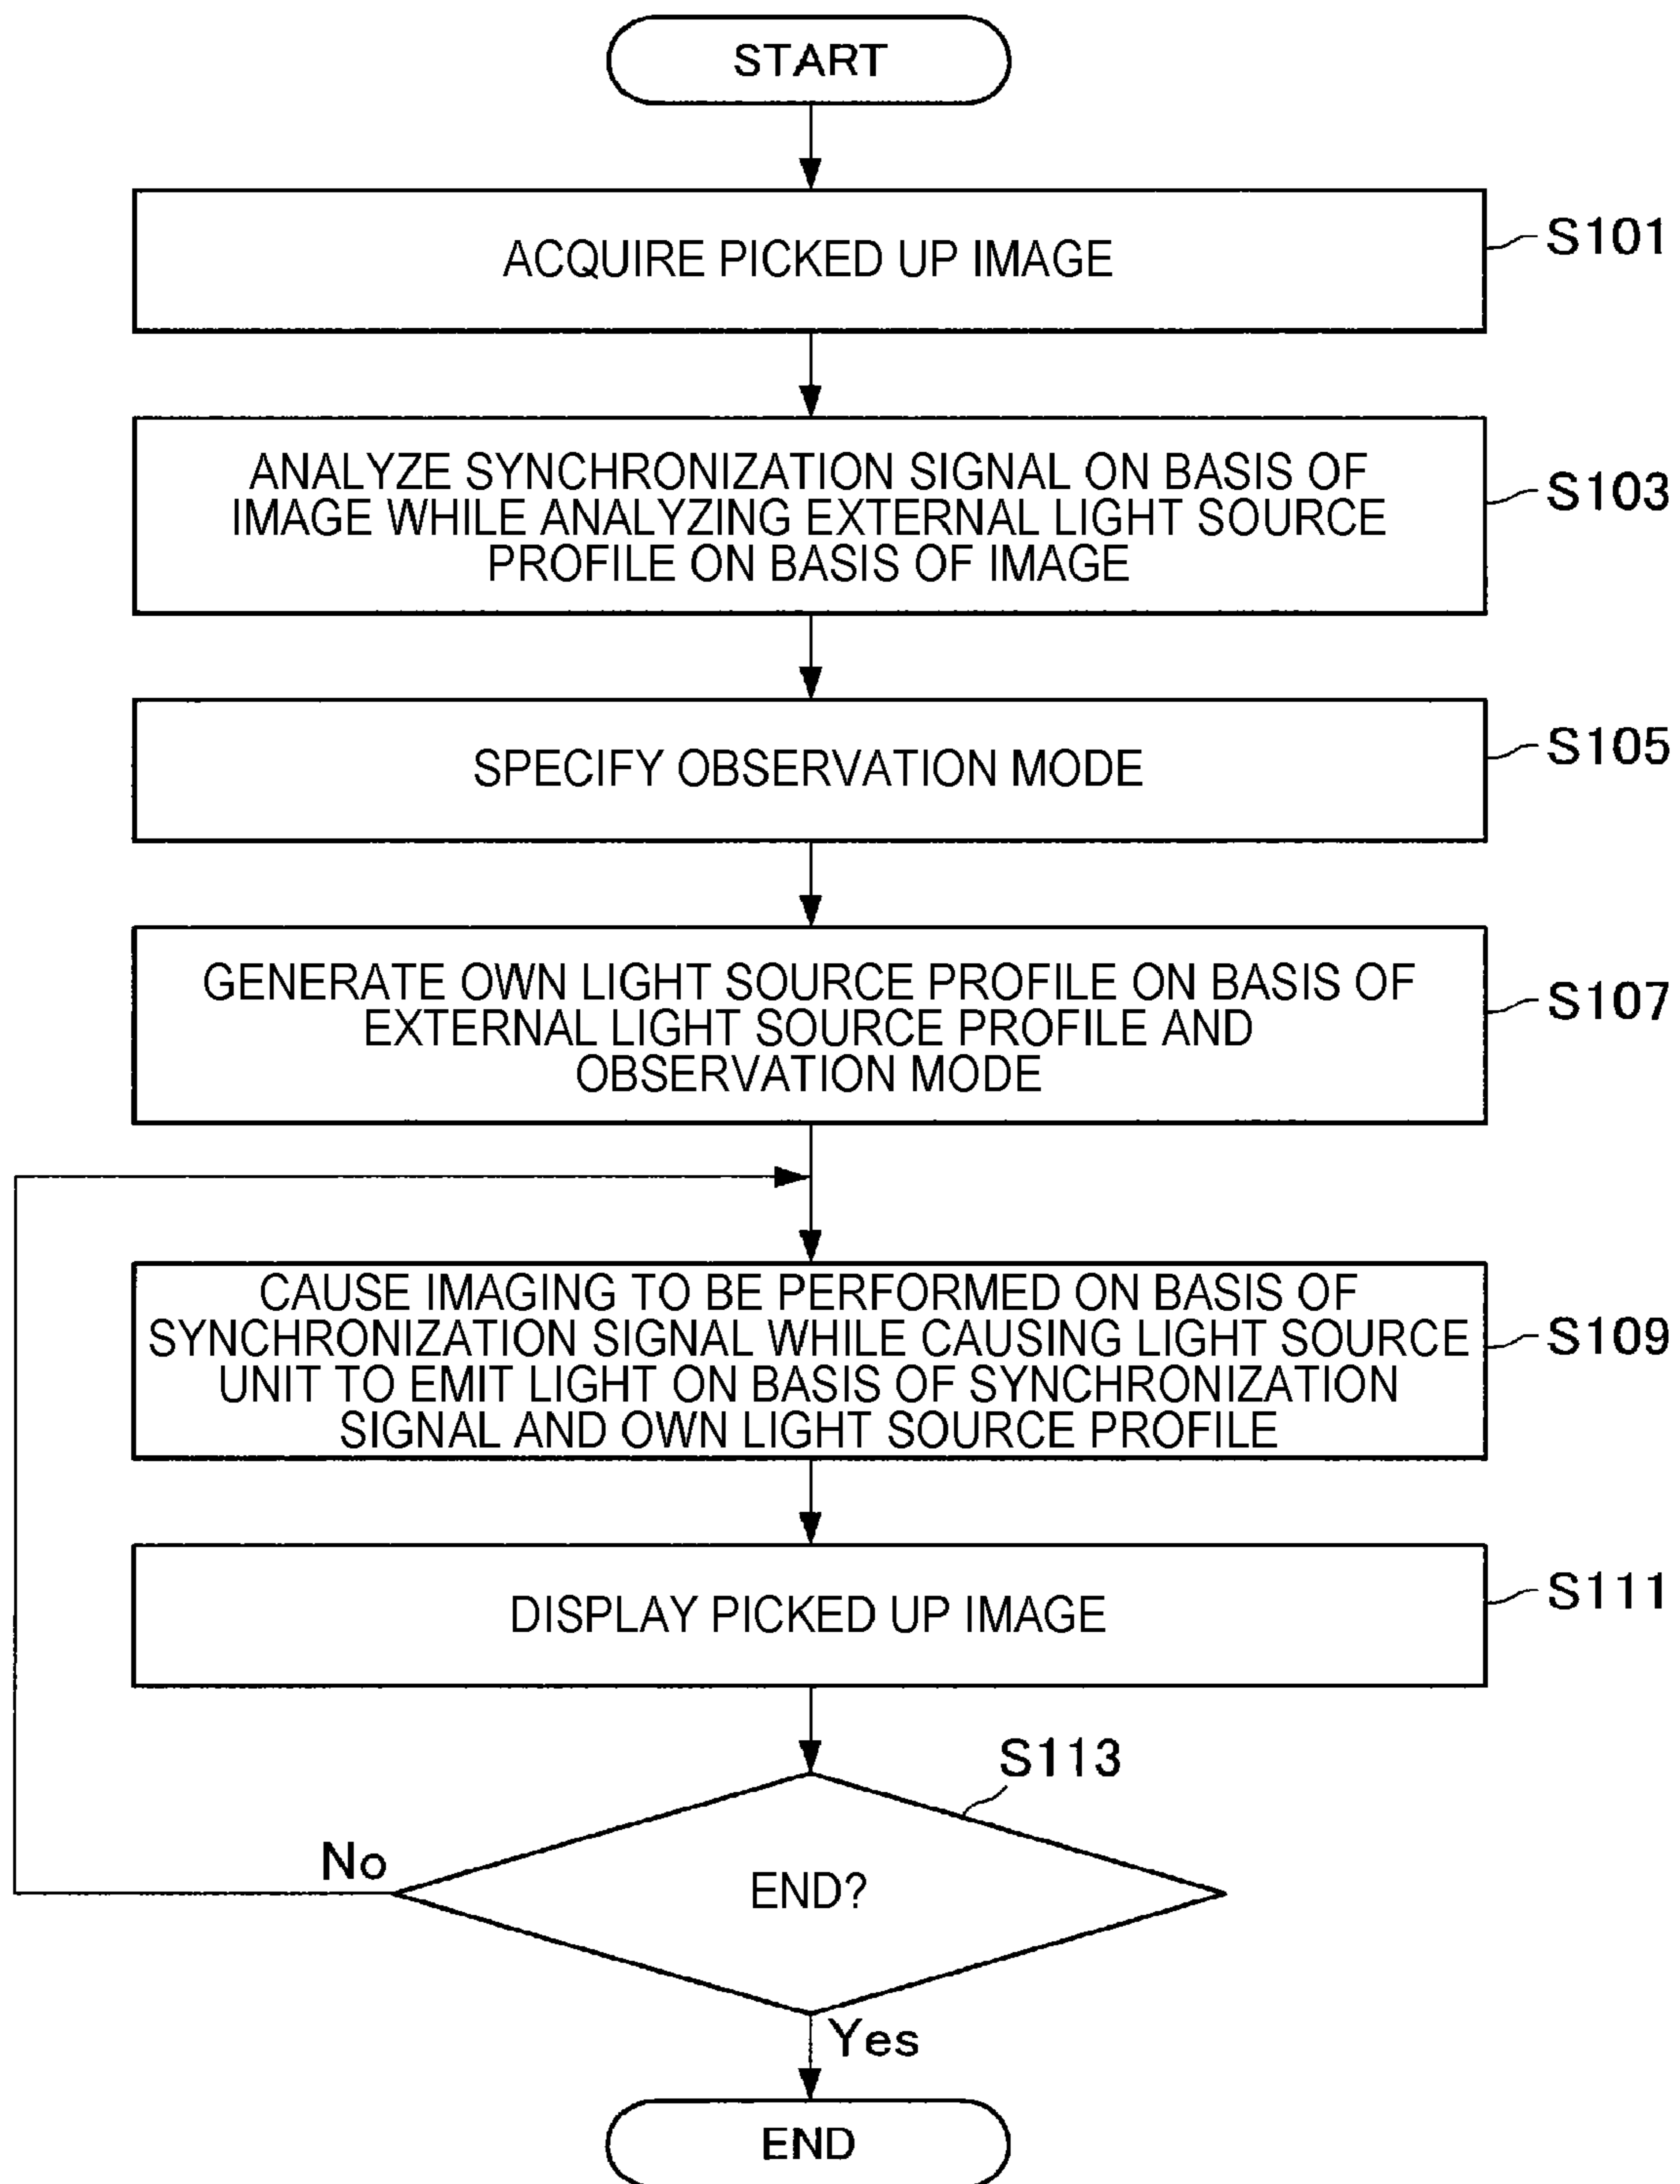 START
ACQUIRE PICKED UP IMAGE
S101
ANALYZE SYNCHRONIZATION SIGNAL ON BASIS OF
IMAGE WHILE ANALYZING EXTERNAL LIGHT SOURCE
PROFILE ON BASIS OF IMAGE
S103
SPECIFY OBSERVATION MODE
S105
GENERATE OWN LIGHT SOURCE PROFILE ON BASIS OF
EXTERNAL LIGHT SOURCE PROFILE AND
OBSERVATION MODE
S107
CAUSE IMAGING TO BE PERFORMED ON BASIS OF
SYNCHRONIZATION SIGNAL WHILE CAUSING LIGHT SOURCE
UNIT TO EMIT LIGHT ON BASIS OF SYNCHRONIZATION
SIGNAL AND OWN LIGHT SOURCE PROFILE
S109
DISPLAY PICKED UP IMAGE
S111
S113
No
END?
Yes
END